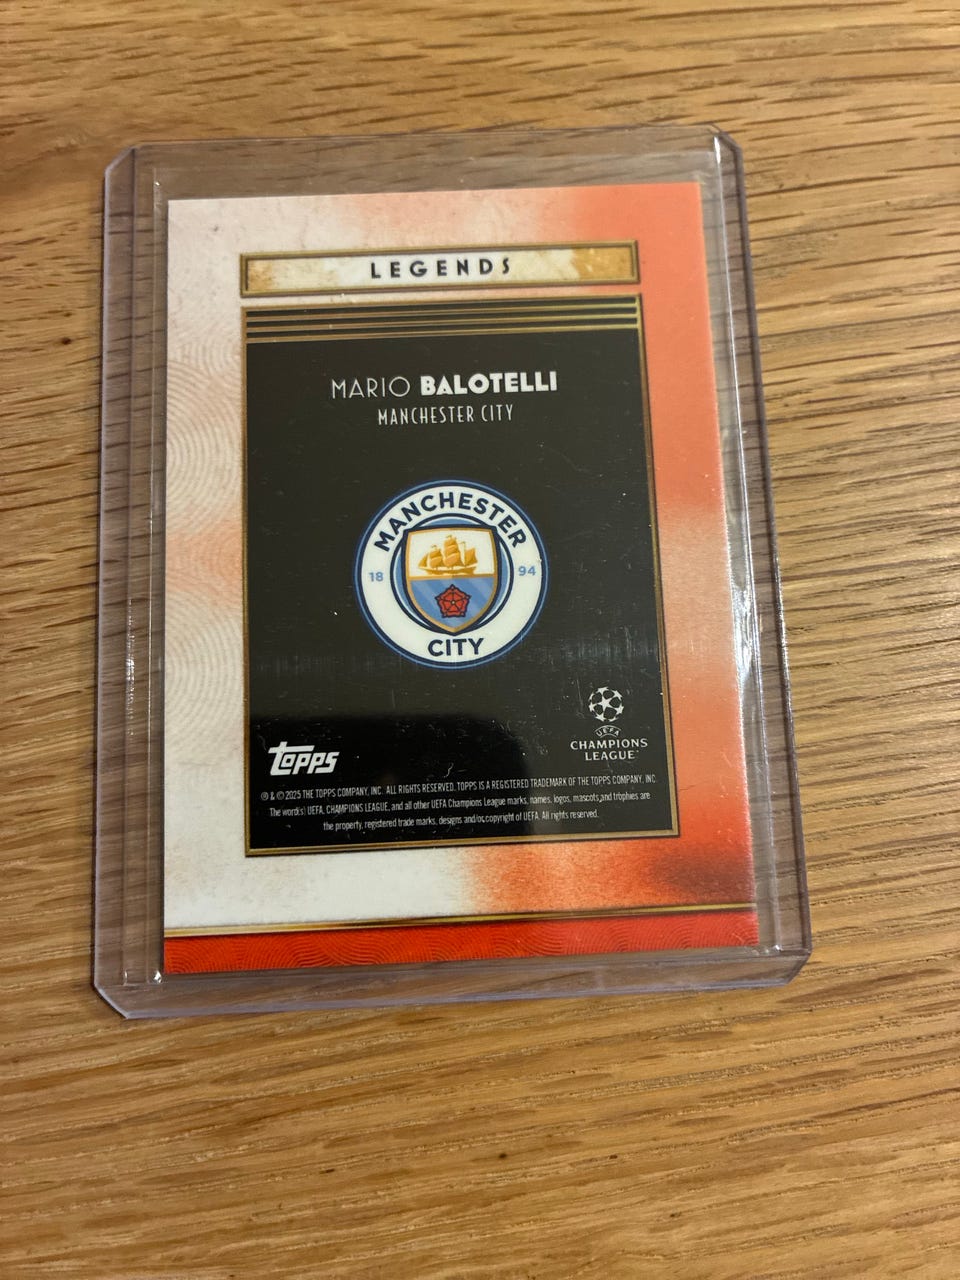 LEGENDS
MARIO BALOTELLI
MANCHESTER CITY
MANCHESTER
18 94
CITY
UEFA
CHAMPIONS
LEAGUE
Topps
® & © 2025 THE TOPPS COMPANY, INC. ALL RIGHTS RESERVED. TOPPS IS A REGISTERED TRADEMARK OF THE TOPPS COMPANY, INC.
The word(s) UEFA, CHAMPIONS LEAGUE, and all other UEFA Champions League marks, names, logos, mascots and trophies are
the property, registered trade marks, designs and/or copyright of UEFA. All rights reserved.